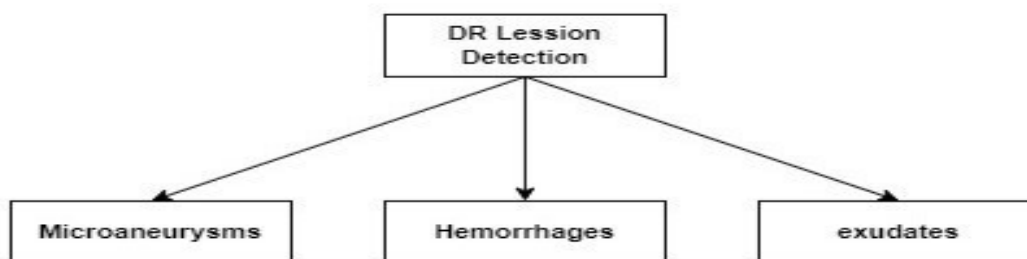 DR Lession
Detection
Microaneurysms
Hemorrhages
exudates